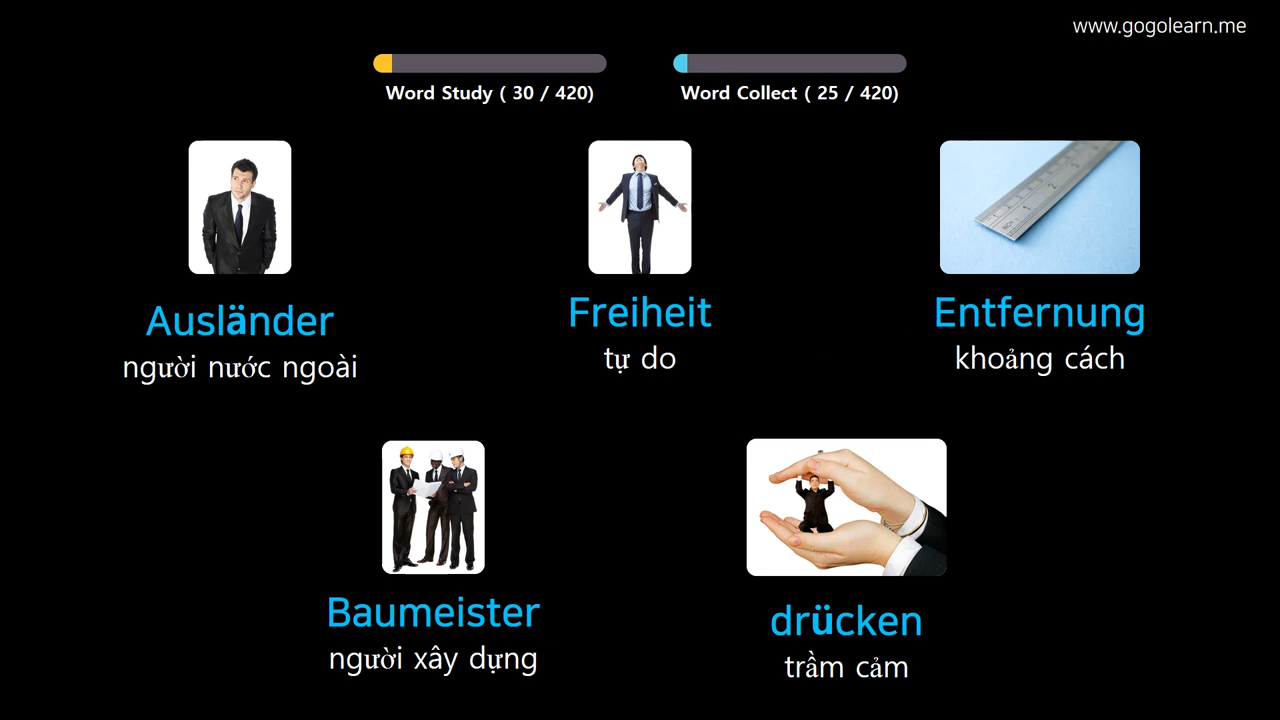 www.gogolearn.me
Word Study ( 30 / 420)
Word Collect ( 25 / 420)
Ausländer
người nước ngoài
Freiheit
tự do
Entfernung
khoảng cách
Baumeister
người xây dựng
drücken
trầm cảm